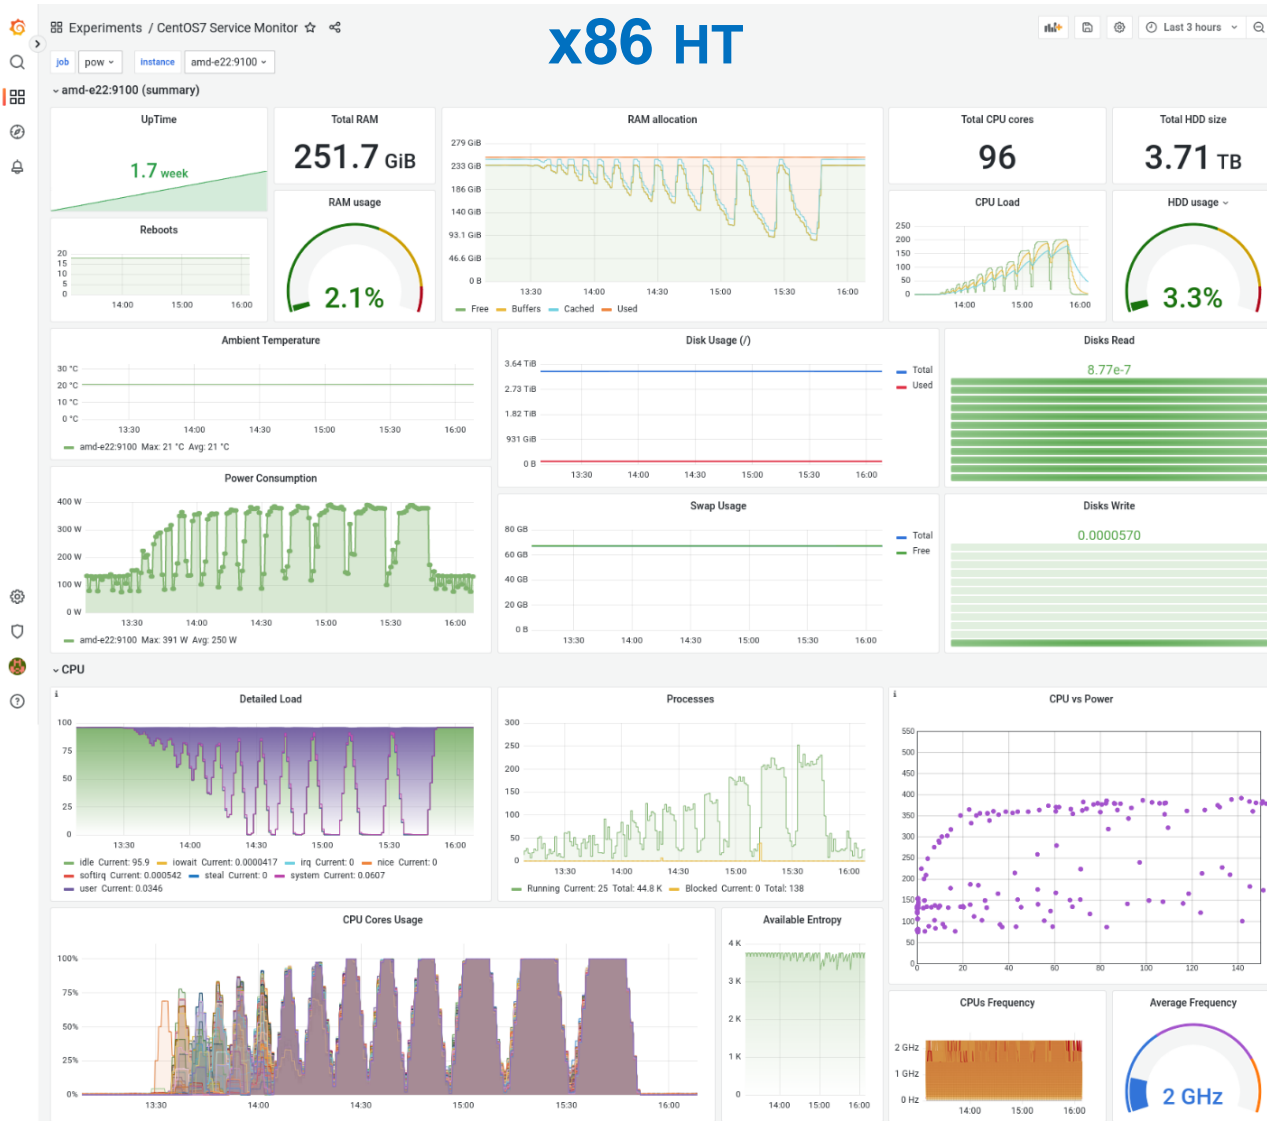 x86 HT
Experiments / CentOS7 Service Monitor
Last 3 hours
job pow instance amd-e22:9100
amd-e22:9100 (summary)
UpTime
1.7 week
Reboots
20
15
10
5
0
14:00 15:00 16:00
Total RAM
251.7 GiB
RAM usage
2.1%
RAM allocation
279 GiB
233 GiB
186 GiB
140 GiB
93.1 GiB
46.6 GiB
0 B
13:30 14:00 14:30 15:00 15:30 16:00
Free Buffers Cached Used
Total CPU cores
96
CPU Load
250
200
150
100
50
0
14:00 15:00 16:00
Total HDD size
3.71 TB
HDD usage
3.3%
Ambient Temperature
30 °C
20 °C
10 °C
0 °C
13:30 14:00 14:30 15:00 15:30 16:00
amd-e22:9100 Max: 21 °C Avg: 21 °C
Power Consumption
400 W
300 W
200 W
100 W
0 W
13:30 14:00 14:30 15:00 15:30 16:00
amd-e22:9100 Max: 391 W Avg: 250 W
Disk Usage (/)
3.64 TiB
2.73 TiB
1.82 TiB
931 GiB
0 B
13:30 14:00 14:30 15:00 15:30 16:00
Total
Used
Swap Usage
80 GB
60 GB
40 GB
20 GB
0 B
13:30 14:00 14:30 15:00 15:30 16:00
Total
Free
Disks Read
8.77e-7
Disks Write
0.0000570
CPU
Detailed Load
100
75
50
25
0
13:30 14:00 14:30 15:00 15:30 16:00
idle Current: 95.9 iowait Current: 0.0000417 irq Current: 0 nice Current: 0
softirq Current: 0.000542 steal Current: 0 system Current: 0.0607
user Current: 0.0346
Processes
300
250
200
150
100
50
0
13:30 14:00 14:30 15:00 15:30 16:00
Running Current: 25 Total: 44.8 K Blocked Current: 0 Total: 138
CPU vs Power
550
500
450
400
350
300
250
200
150
100
50
0
0 20 40 60 80 100 120 140
CPU Cores Usage
100%
75%
50%
25%
0%
13:30 14:00 14:30 15:00 15:30 16:00
Available Entropy
4 K
3 K
2 K
1 K
0
14:00 15:00 16:00
CPUs Frequency
2 GHz
1 GHz
0 Hz
14:00 15:00 16:00
Average Frequency
2 GHz